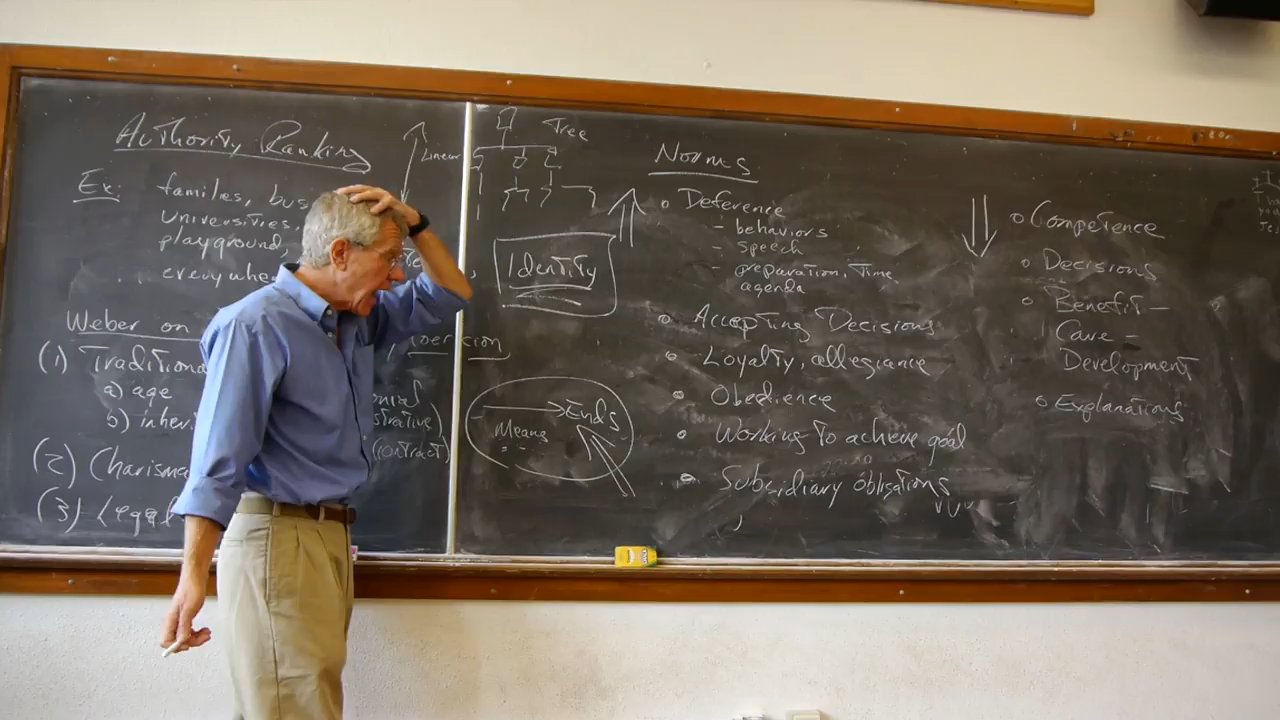 Authority Ranking
Linear
Ex: families, bus
universities,
playground,
everywhe
Weber on
(1) Traditiona
a) age
b) inheri
(2) Charisma
(3) Legal
(contract)
Tree
Identity
Means
Ends
Norms
Deference
- behaviors
- speech
- preparation, time
agenda
Accepting Decisions
Loyalty, allegiance
Obedience
Working to achieve goal
Subsidiary obligations
Competence
Decisions
Benefit -
Care -
Development
Explanations